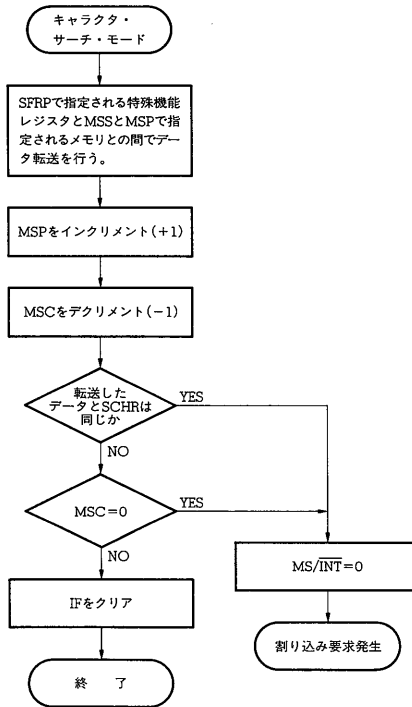 キャラクタ・
サーチ・モード
SFRPで指定される特殊機能
レジスタとMSSとMSPで指
定されるメモリとの間でデー
タ転送を行う。
MSPをインクリメント(+1)
MSCをデクリメント(-1)
転送した
データとSCHRは
同じか
YES
NO
MSC=0
YES
NO
MS/INT=0
IFをクリア
割り込み要求発生
終 了